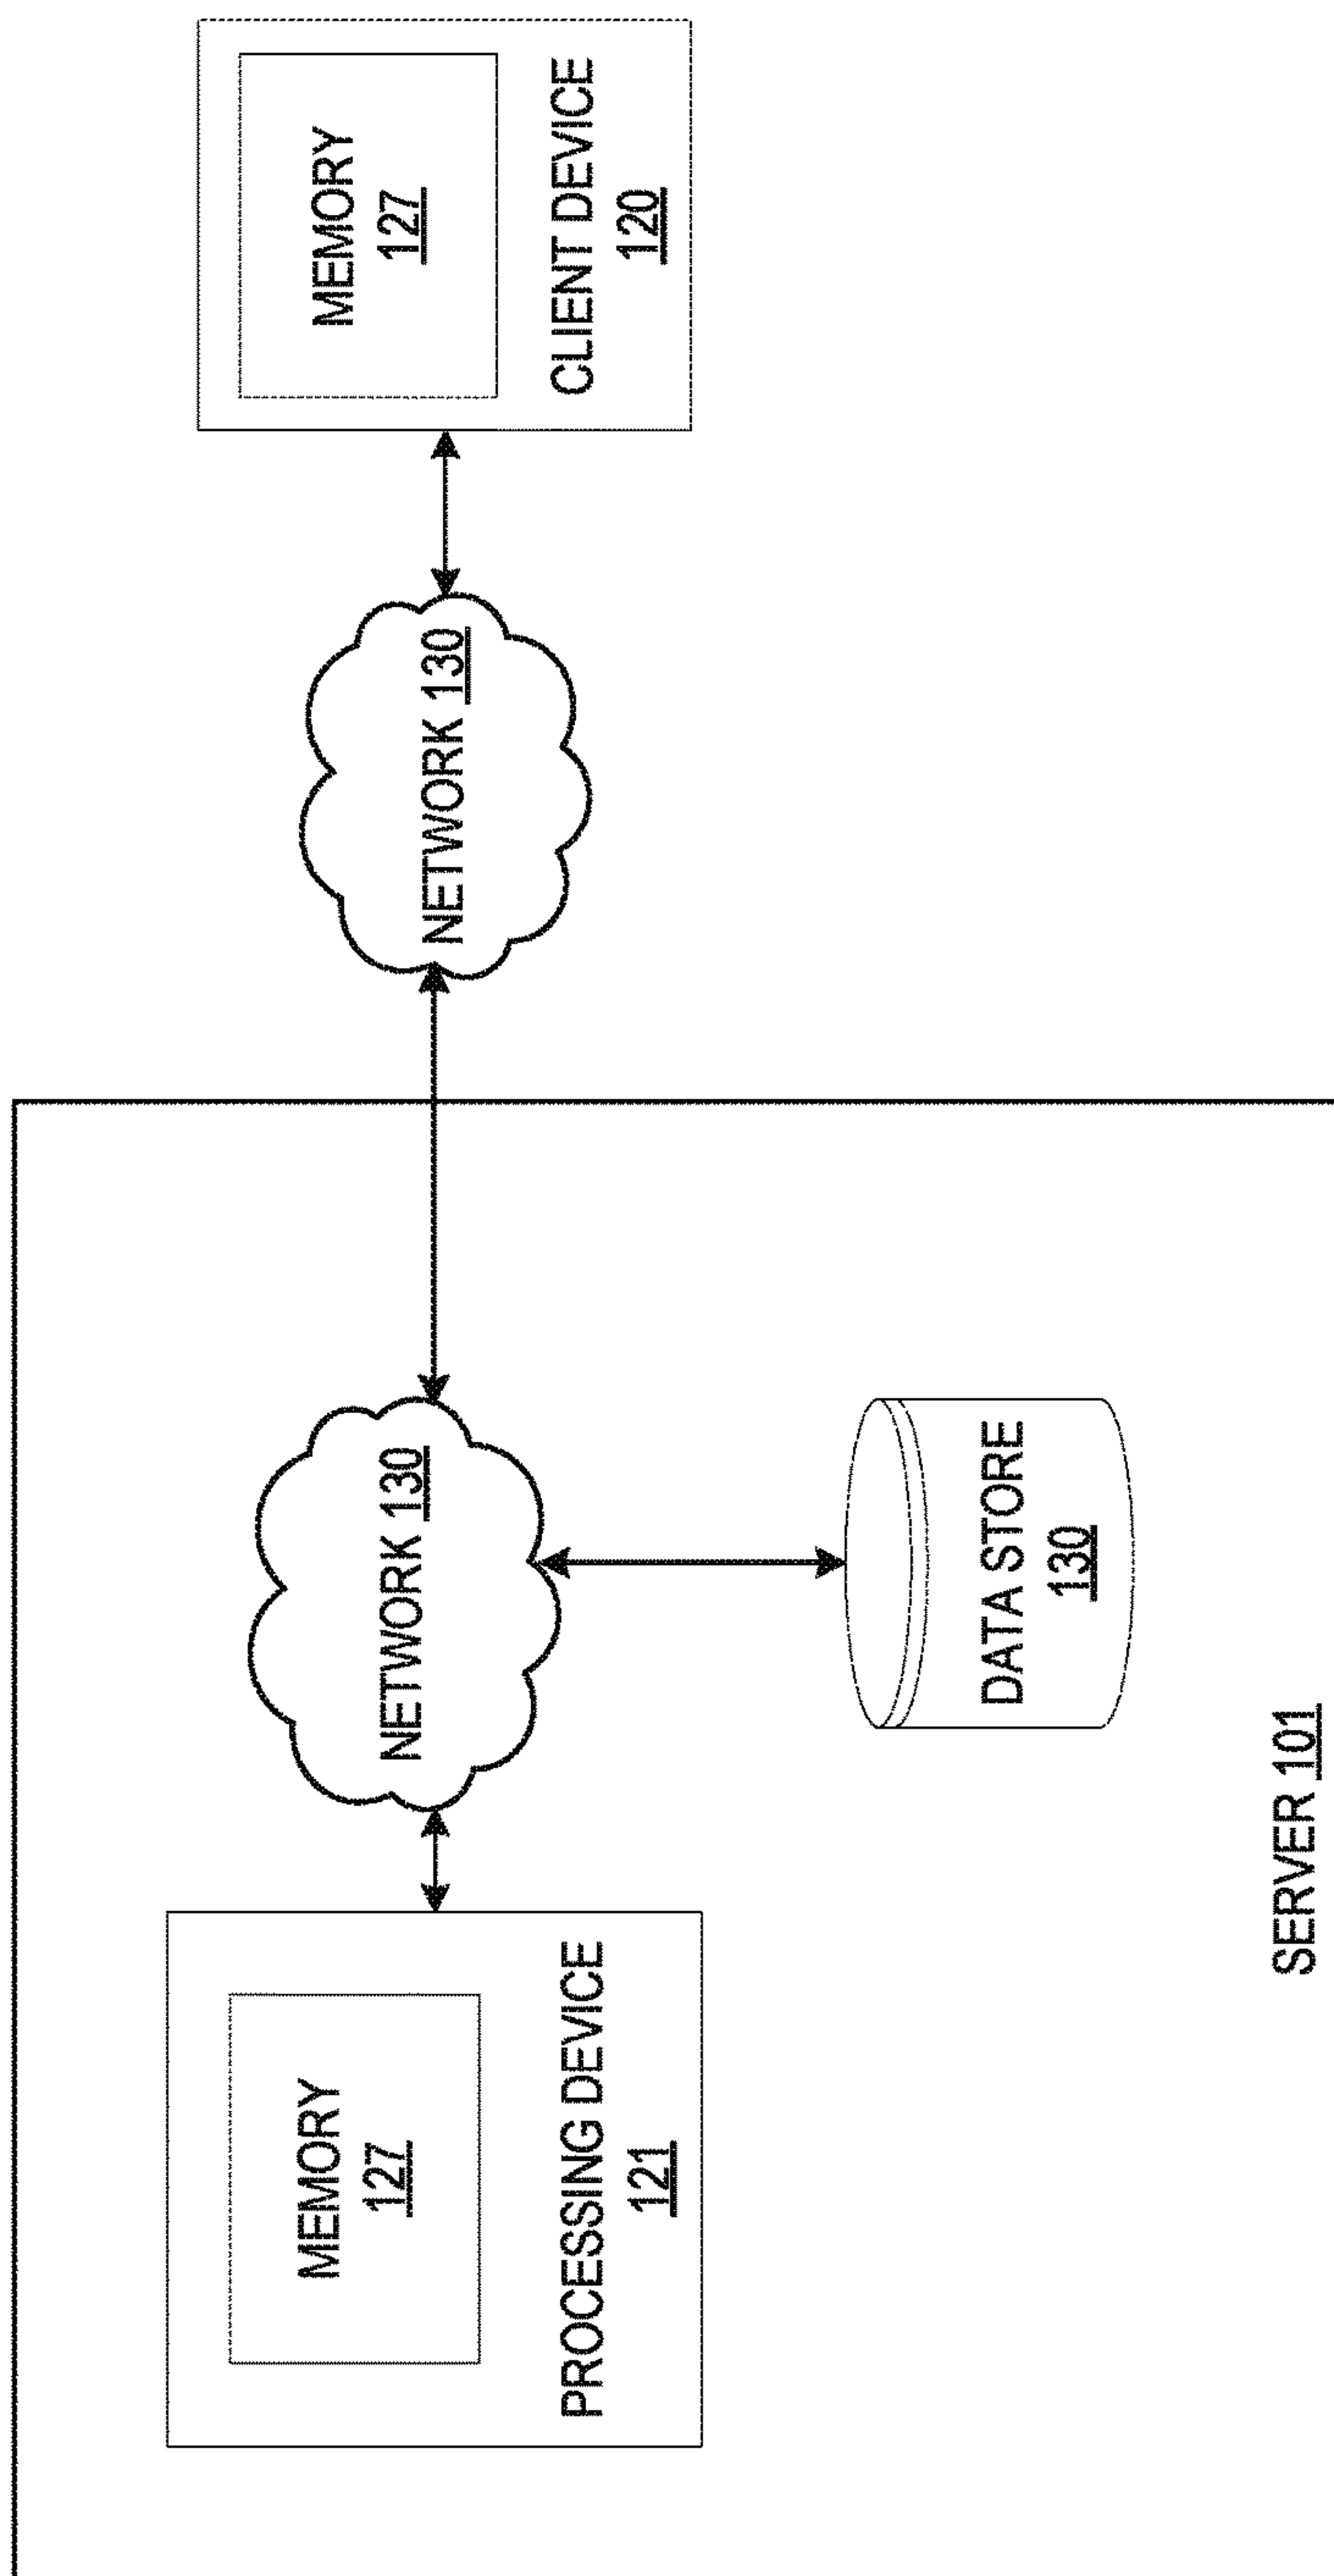 MEMORY
127
PROCESSING DEVICE
121
NETWORK 130
DATA STORE
130
SERVER 101
NETWORK 130
MEMORY
127
CLIENT DEVICE
120